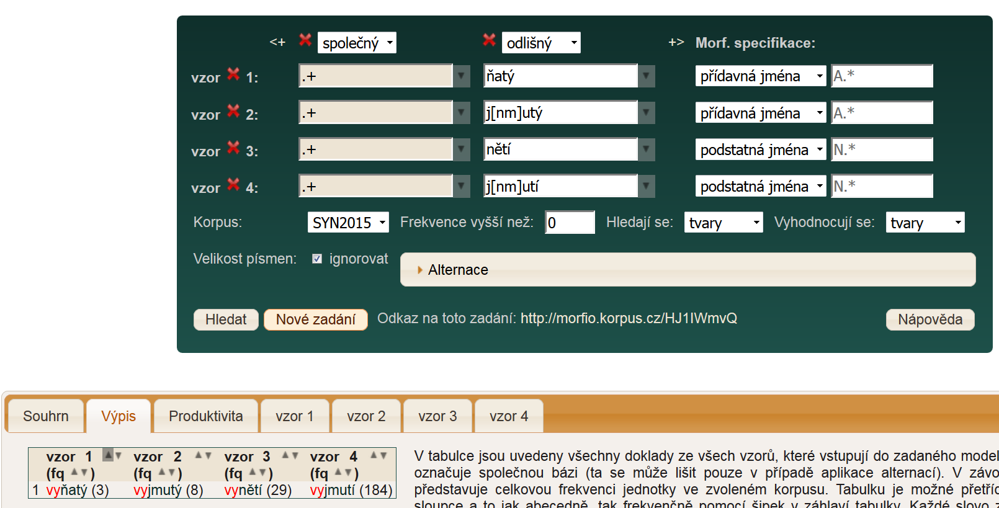 <+ společný odlišný +> Morf. specifikace:
vzor 1: .+ ňatý přídavná jména A.*
vzor 2: .+ j[nm]utý přídavná jména A.*
vzor 3: .+ nětí podstatná jména N.*
vzor 4: .+ j[nm]utí podstatná jména N.*
Korpus: SYN2015 Frekvence vyšší než: 0 Hledají se: tvary Vyhodnocují se: tvary
Velikost písmen: ignorovat Alternace
Hledat Nové zadání Odkaz na toto zadání: http://morfio.korpus.cz/HJ1IWmvQ Nápověda
Souhrn Výpis Produktivita vzor 1 vzor 2 vzor 3 vzor 4
vzor 1 vzor 2 vzor 3 vzor 4
(fq ) (fq ) (fq ) (fq )
1 vyňatý (3) vyjmutý (8) vynětí (29) vyjmutí (184)
V tabulce jsou uvedeny všechny doklady ze všech vzorů, které vstupují do zadaného model
označuje společnou bázi (ta se může lišit pouze v případě aplikace alternací). V závo
představuje celkovou frekvenci jednotky ve zvoleném korpusu. Tabulku je možné přetříd
sloupce a to jak abecedně, tak frekvenčně pomocí šipek v záhlaví tabulky. Každé slovo z